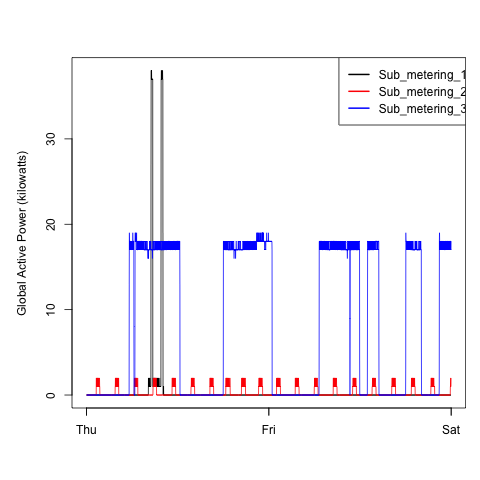 Sub_metering_1
Sub_metering_2
Sub_metering_3
Global Active Power (kilowatts)
30
20
10
0
Thu Fri Sat